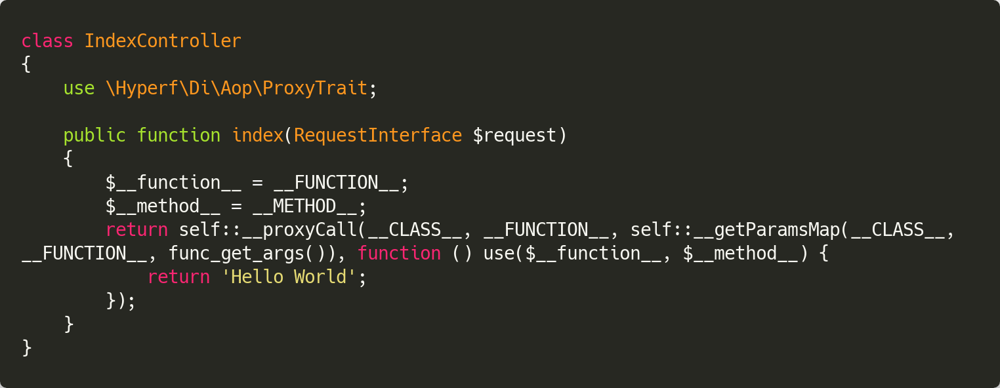 class IndexController
{
    use \Hyperf\Di\Aop\ProxyTrait;

    public function index(RequestInterface $request)
    {
        $__function__ = __FUNCTION__;
        $__method__ = __METHOD__;
        return self::__proxyCall(__CLASS__, __FUNCTION__, self::__getParamsMap(__CLASS__,
__FUNCTION__, func_get_args()), function () use($__function__, $__method__) {
            return 'Hello World';
        });
    }
}